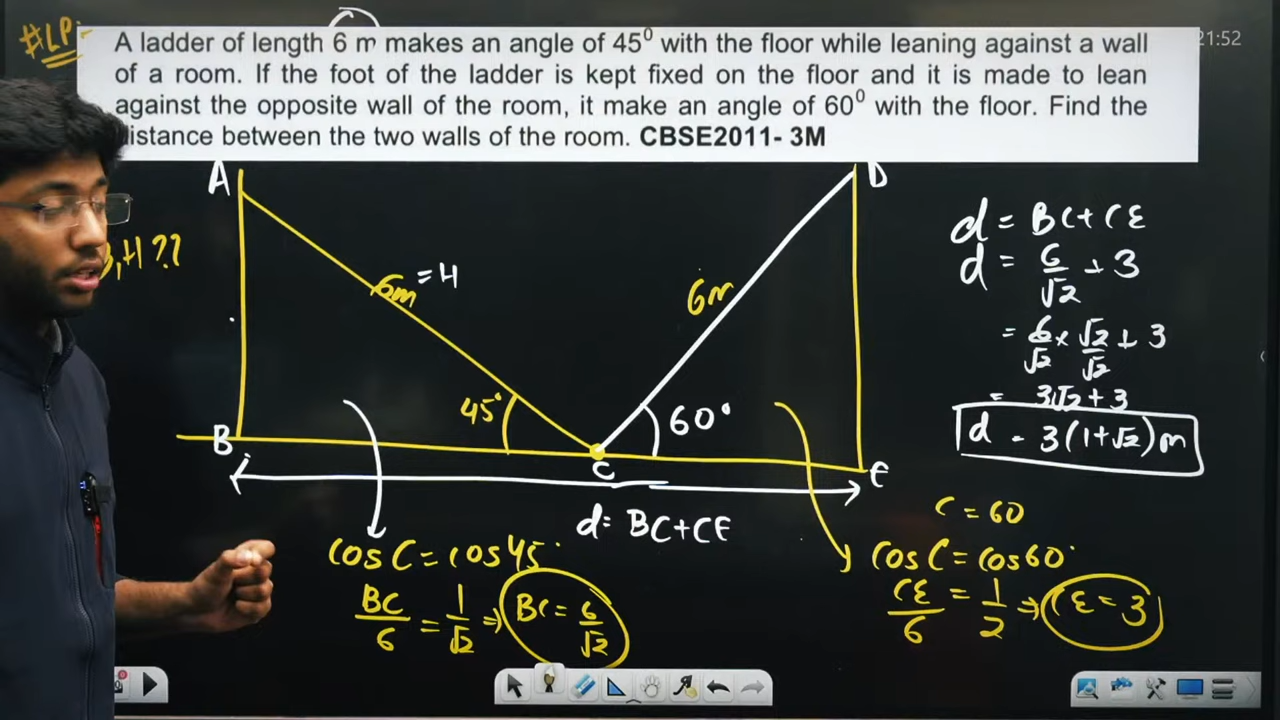 #LP:
21:52
A ladder of length 6 m makes an angle of 45⁰ with the floor while leaning against a wall
of a room. If the foot of the ladder is kept fixed on the floor and it is made to lean
against the opposite wall of the room, it make an angle of 60⁰ with the floor. Find the
distance between the two walls of the room. CBSE2011- 3M
A
D
,H ??
6m = H
6m
45°
60°
B
C
E
d = BC+CE
cos C = cos 45°
BC/6 = 1/√2 ⇒ BC = 6/√2
C = 60
cos C = cos 60°
CE/6 = 1/2 ⇒ CE = 3
d = BC+CE
d = 6/√2 + 3
= 6/√2 × √2/√2 + 3
= 3√2 + 3
d = 3(1+√2) m